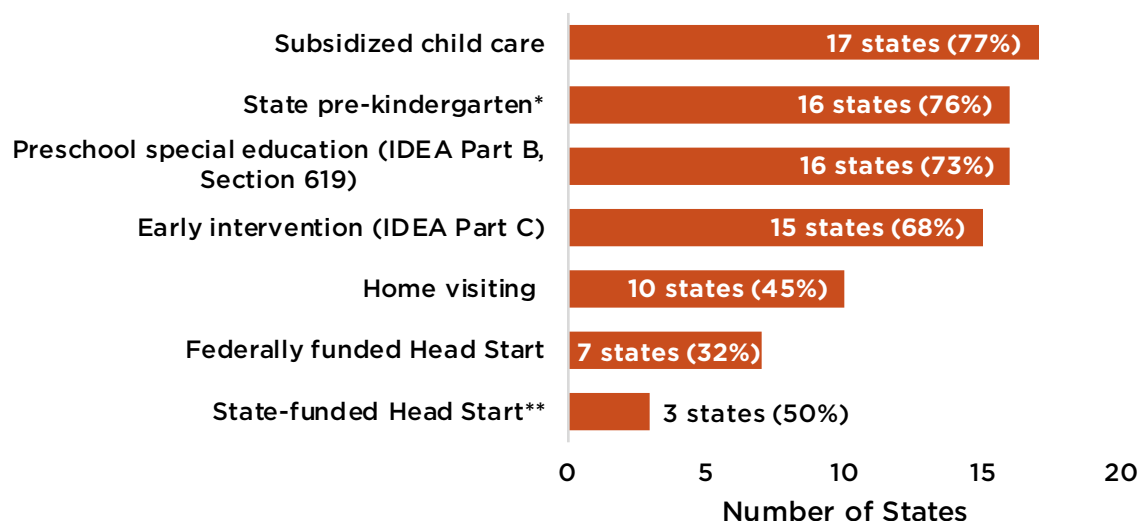 Subsidized child care 17 states (77%)
State pre-kindergarten* 16 states (76%)
Preschool special education (IDEA Part B,
Section 619) 16 states (73%)
Early intervention (IDEA Part C) 15 states (68%)
Home visiting 10 states (45%)
Federally funded Head Start 7 states (32%)
State-funded Head Start** 3 states (50%)
0 5 10 15 20
Number of States